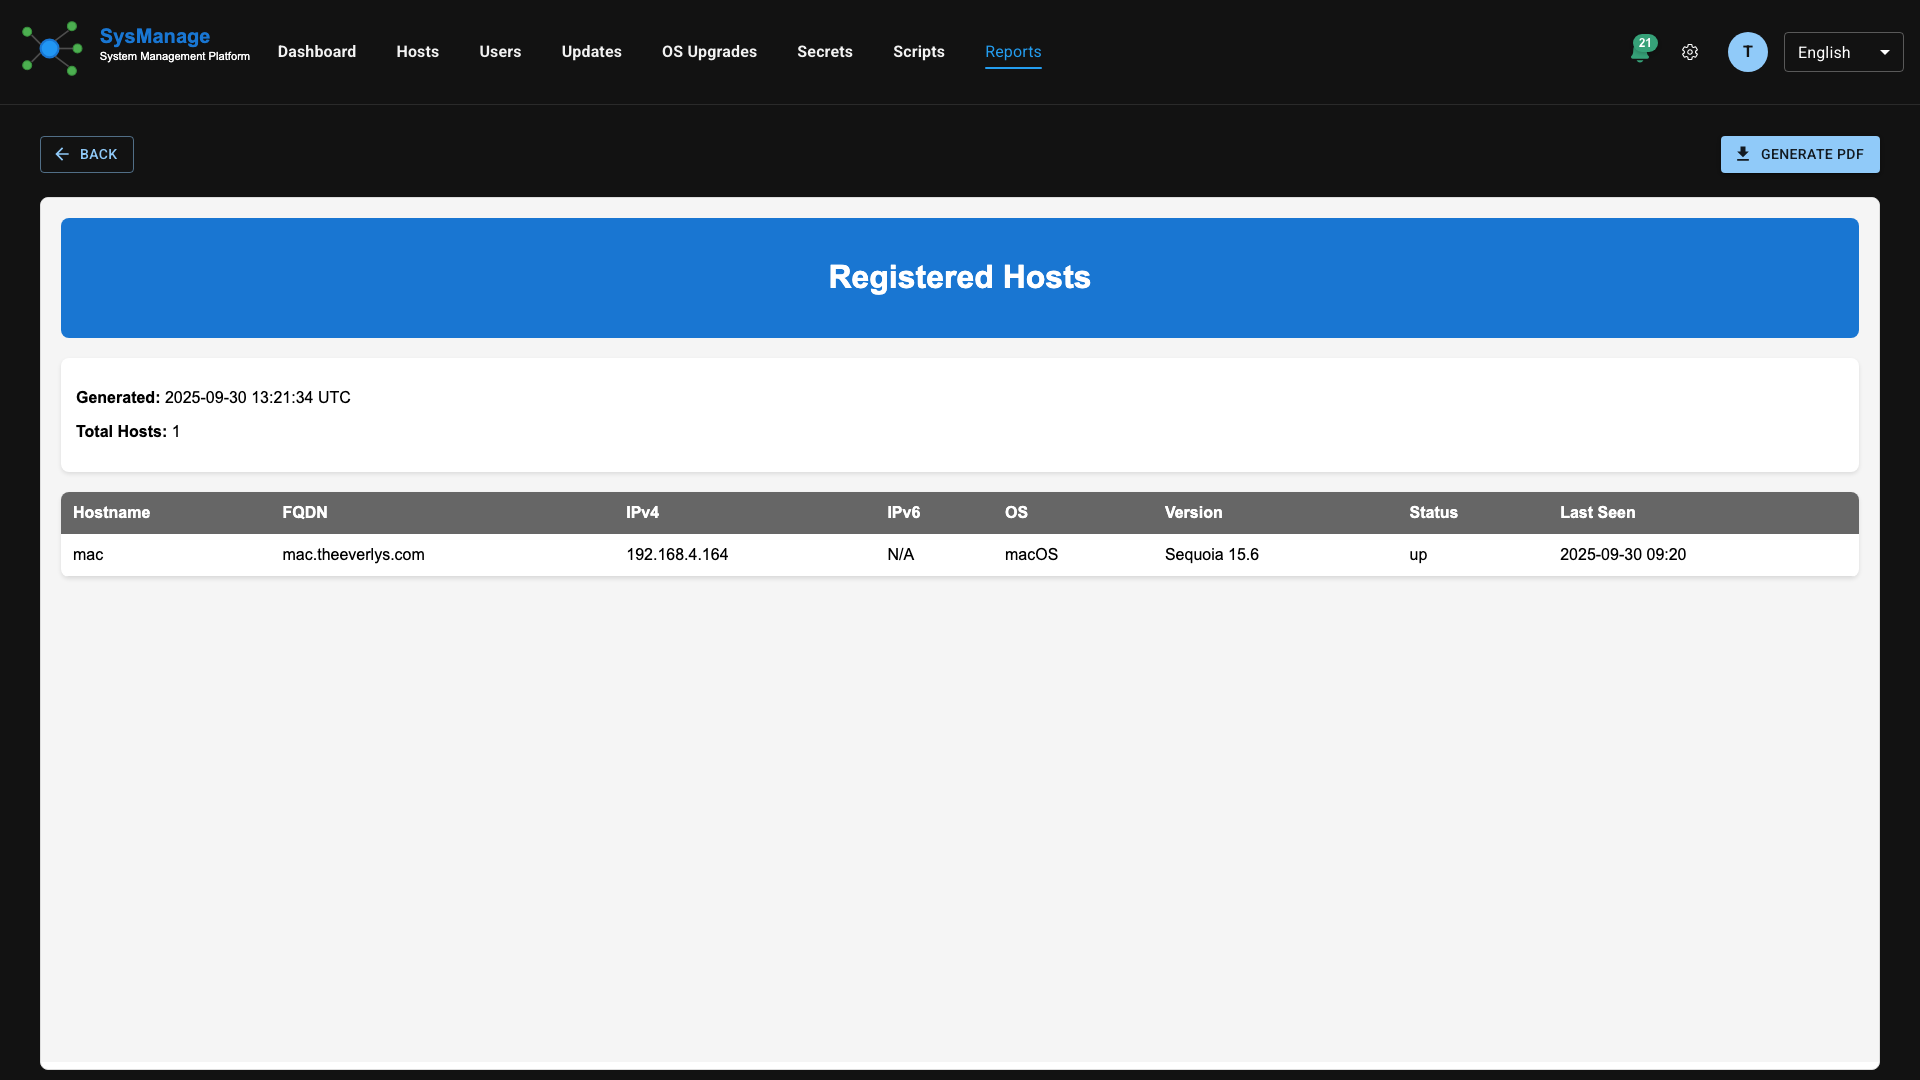 SysManage
System Management Platform
Dashboard Hosts Users Updates OS Upgrades Secrets Scripts Reports
21
T
English
BACK
GENERATE PDF
Registered Hosts
Generated: 2025-09-30 13:21:34 UTC
Total Hosts: 1
Hostname FQDN IPv4 IPv6 OS Version Status Last Seen
mac mac.theeverlys.com 192.168.4.164 N/A macOS Sequoia 15.6 up 2025-09-30 09:20